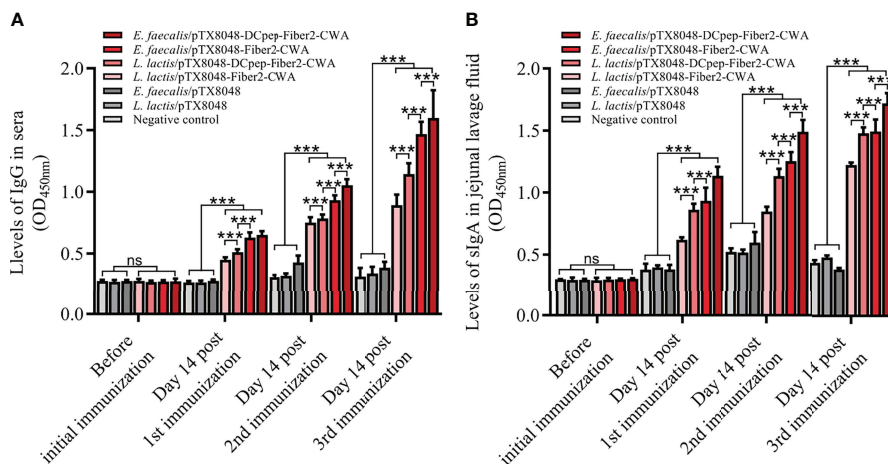 A
E. faecalis/pTX8048-DCpep-Fiber2-CWA
E. faecalis/pTX8048-Fiber2-CWA
L. lactis/pTX8048-DCpep-Fiber2-CWA
L. lactis/pTX8048-Fiber2-CWA
E. faecalis/pTX8048
L. lactis/pTX8048
Negative control
Llevels of IgG in sera
(OD450nm)
2.0
1.5
1.0
0.5
0.0
ns
***
***
***
***
***
***
***
***
***
***
***
Before
initial immunization
Day 14 post
1st immunization
Day 14 post
2nd immunization
Day 14 post
3rd immunization
B
E. faecalis/pTX8048-DCpep-Fiber2-CWA
E. faecalis/pTX8048-Fiber2-CWA
L. lactis/pTX8048-DCpep-Fiber2-CWA
L. lactis/pTX8048-Fiber2-CWA
E. faecalis/pTX8048
L. lactis/pTX8048
Negative control
Levels of sIgA in jejunal lavage fluid
(OD450nm)
2.0
1.5
1.0
0.5
0.0
ns
***
***
***
***
***
***
***
***
***
***
***
Before
initial immunization
Day 14 post
1st immunization
Day 14 post
2nd immunization
Day 14 post
3rd immunization